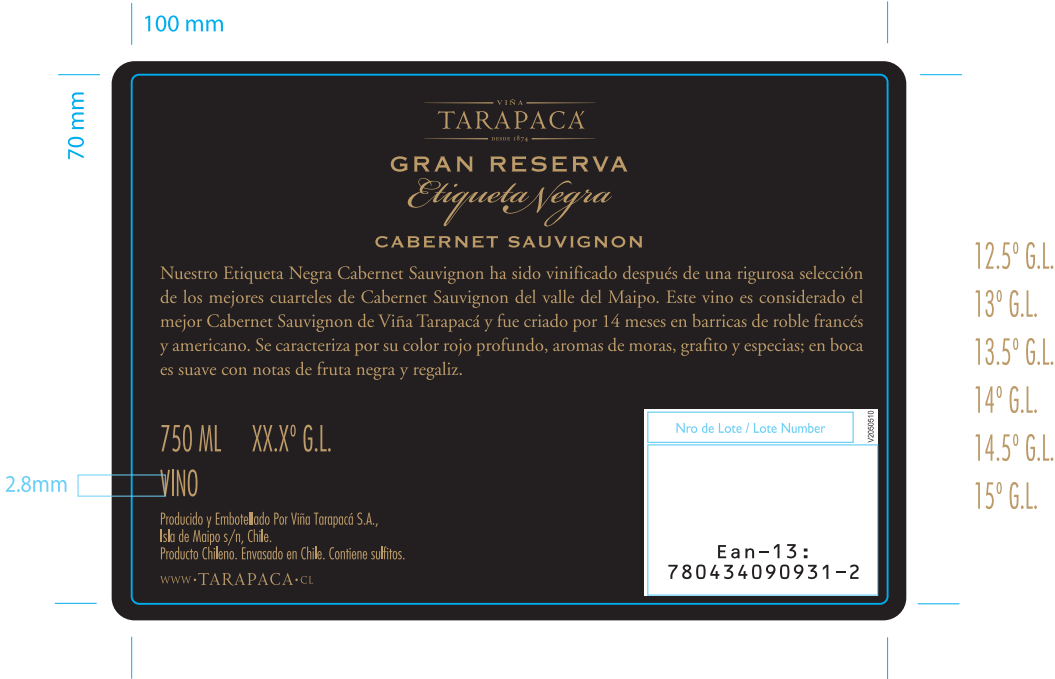 100 mm
70 mm
VIÑA
TARAPACÁ
DESDE 1874
GRAN RESERVA
Etiqueta Negra
CABERNET SAUVIGNON
Nuestro Etiqueta Negra Cabernet Sauvignon ha sido vinificado después de una rigurosa selección
de los mejores cuarteles de Cabernet Sauvignon del valle del Maipo. Este vino es considerado el
mejor Cabernet Sauvignon de Viña Tarapacá y fue criado por 14 meses en barricas de roble francés
y americano. Se caracteriza por su color rojo profundo, aromas de moras, grafito y especias; en boca
es suave con notas de fruta negra y regaliz.
750 ML XX.Xº G.L.
2.8mm
VINO
Producido y Embotellado Por Viña Tarapacá S.A.,
Isla de Maipo s/n, Chile.
Producto Chileno. Envasado en Chile. Contiene sulfitos.
WWW·TARAPACA·CL
Nro de Lote / Lote Number
V2050510
Ean-13:
780434090931-2
12.5º G.L.
13º G.L.
13.5º G.L.
14º G.L.
14.5º G.L.
15º G.L.